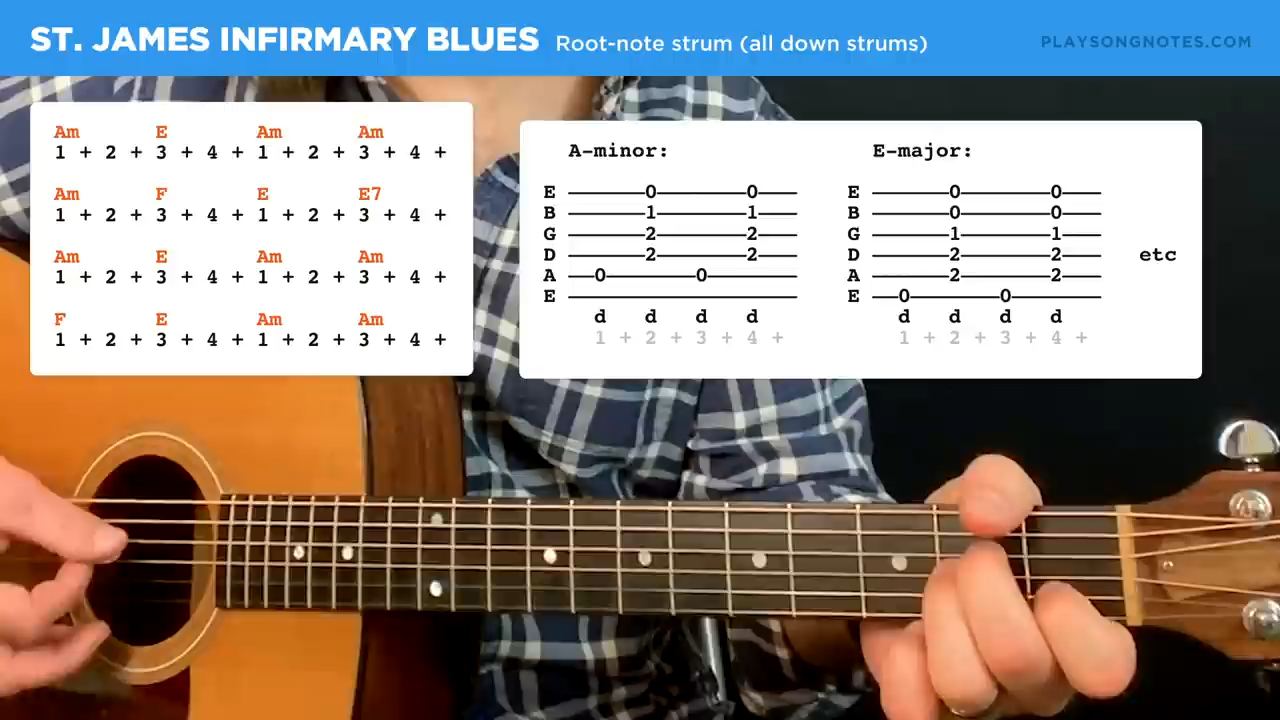 ST. JAMES INFIRMARY BLUES Root-note strum (all down strums) PLAYSONGNOTES.COM
Am E Am Am
1 + 2 + 3 + 4 + 1 + 2 + 3 + 4 +
Am F E E7
1 + 2 + 3 + 4 + 1 + 2 + 3 + 4 +
Am E Am Am
1 + 2 + 3 + 4 + 1 + 2 + 3 + 4 +
F E Am Am
1 + 2 + 3 + 4 + 1 + 2 + 3 + 4 +
A-minor:
E ———0———0——
B ———1———1——
G ———2———2——
D ———2———2——
A —0———0————
E ——————————
d d d d
1 + 2 + 3 + 4 +
E-major:
E ———0———0——
B ———0———0——
G ———1———1——
D ———2———2——
A ———2———2——
E —0———0————
d d d d
1 + 2 + 3 + 4 +
etc